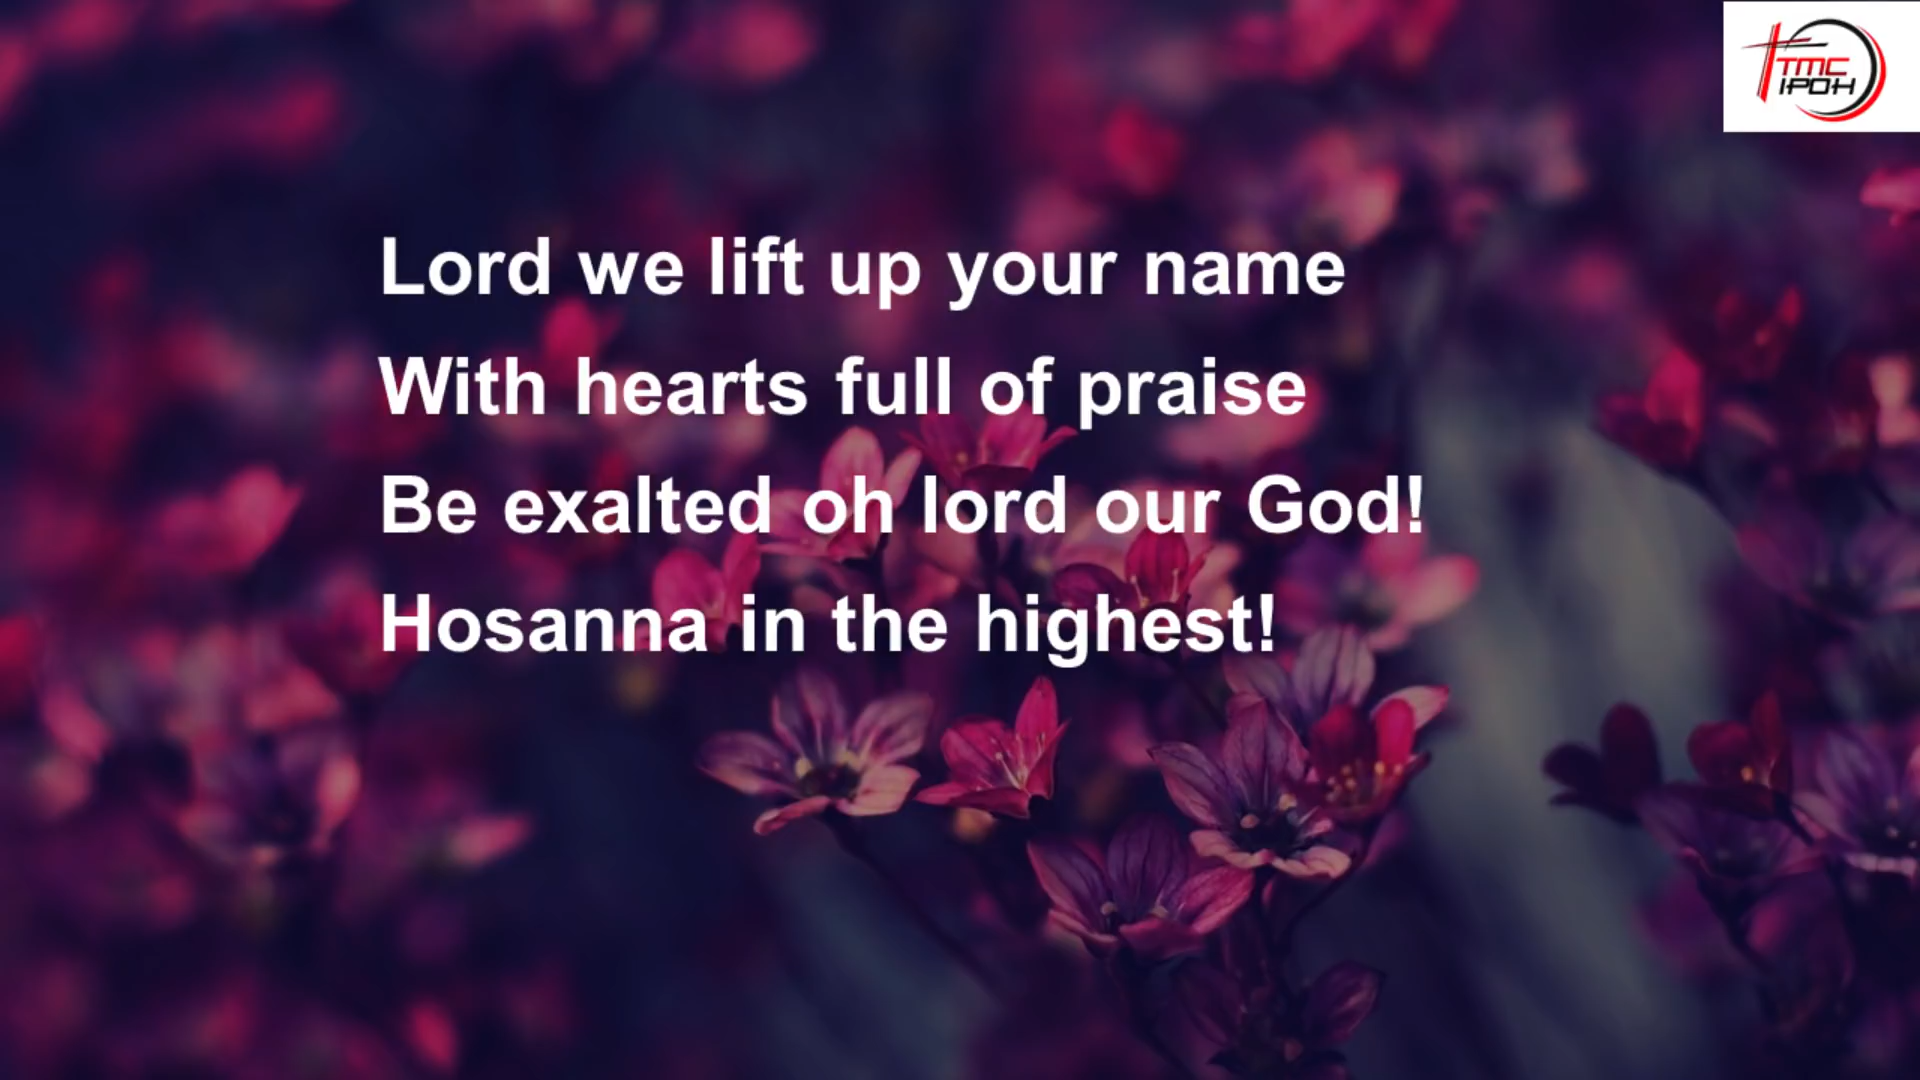 TMC
IPOH
Lord we lift up your name
With hearts full of praise
Be exalted oh lord our God!
Hosanna in the highest!